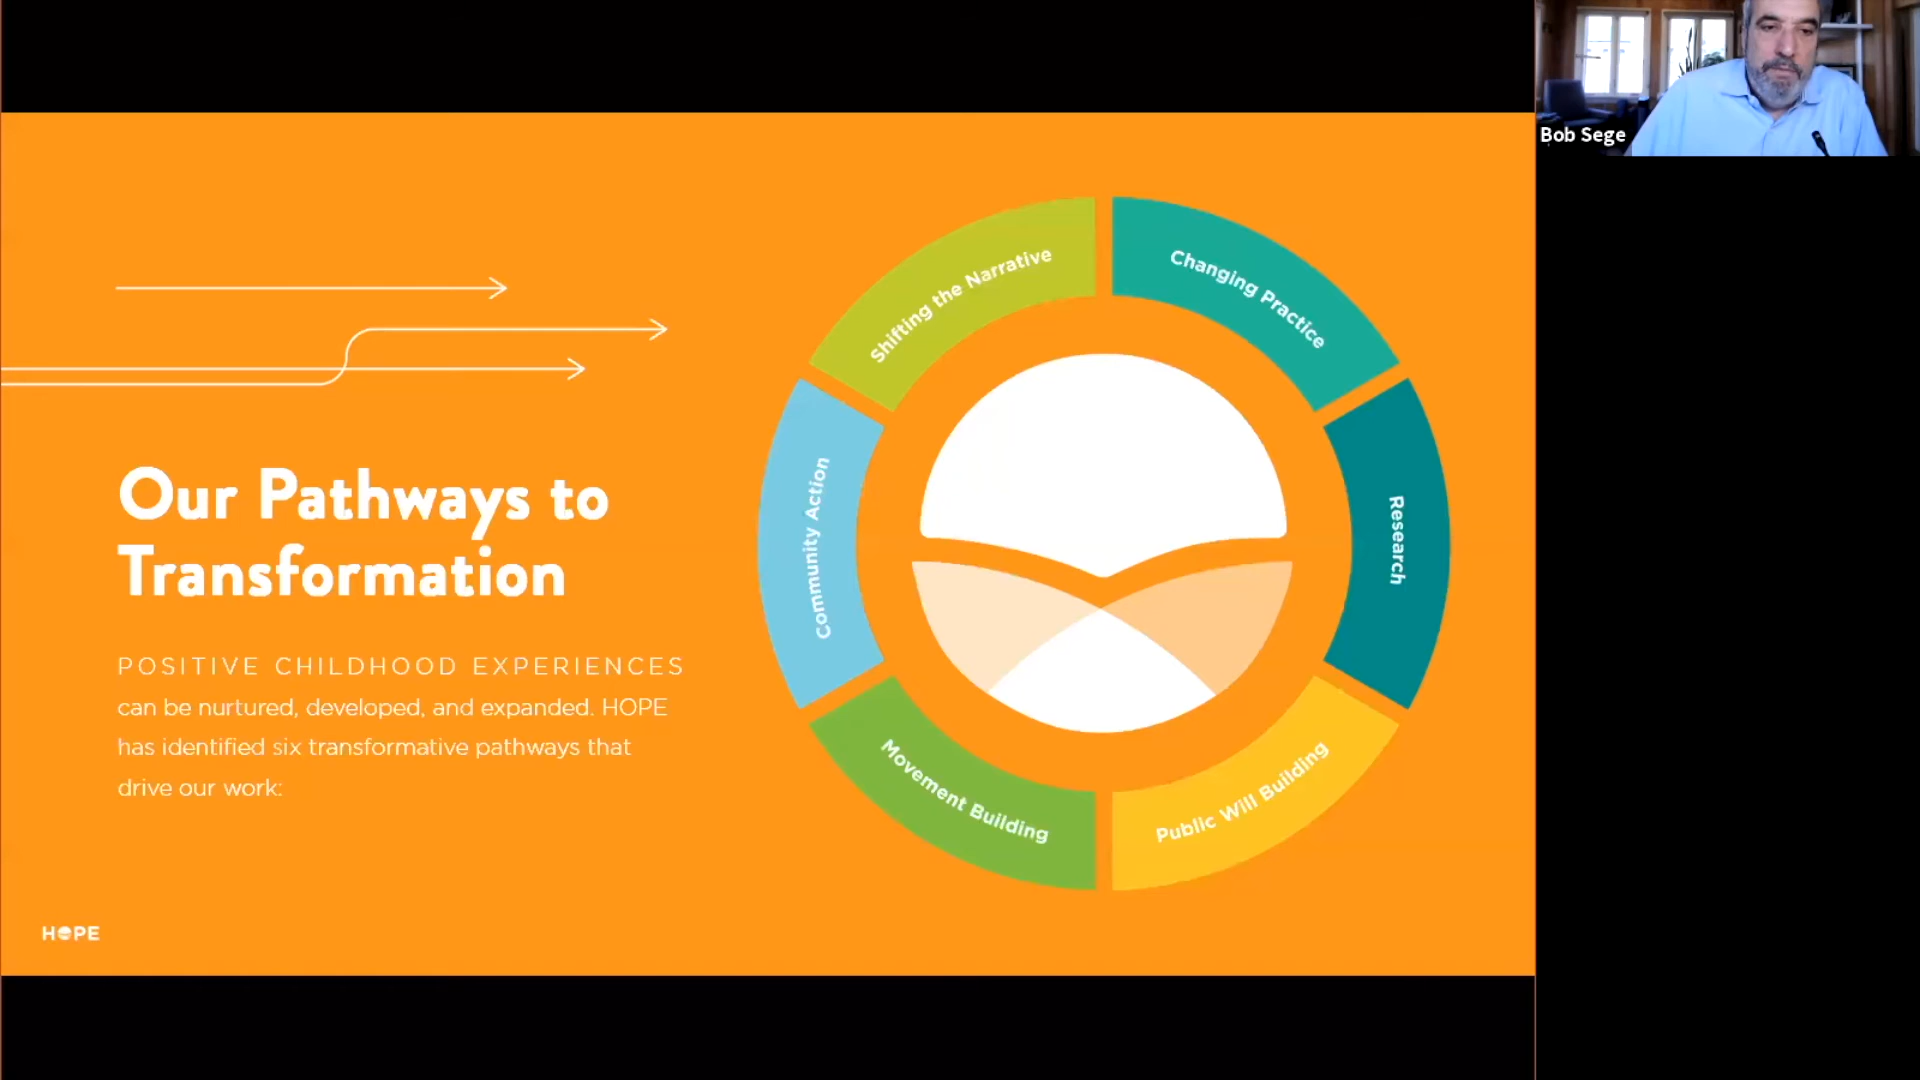 Bob Sege
Our Pathways to
Transformation
POSITIVE CHILDHOOD EXPERIENCES
can be nurtured, developed, and expanded. HOPE
has identified six transformative pathways that
drive our work:
Shifting the Narrative
Changing Practice
Research
Public Will Building
Movement Building
Community Action
HOPE